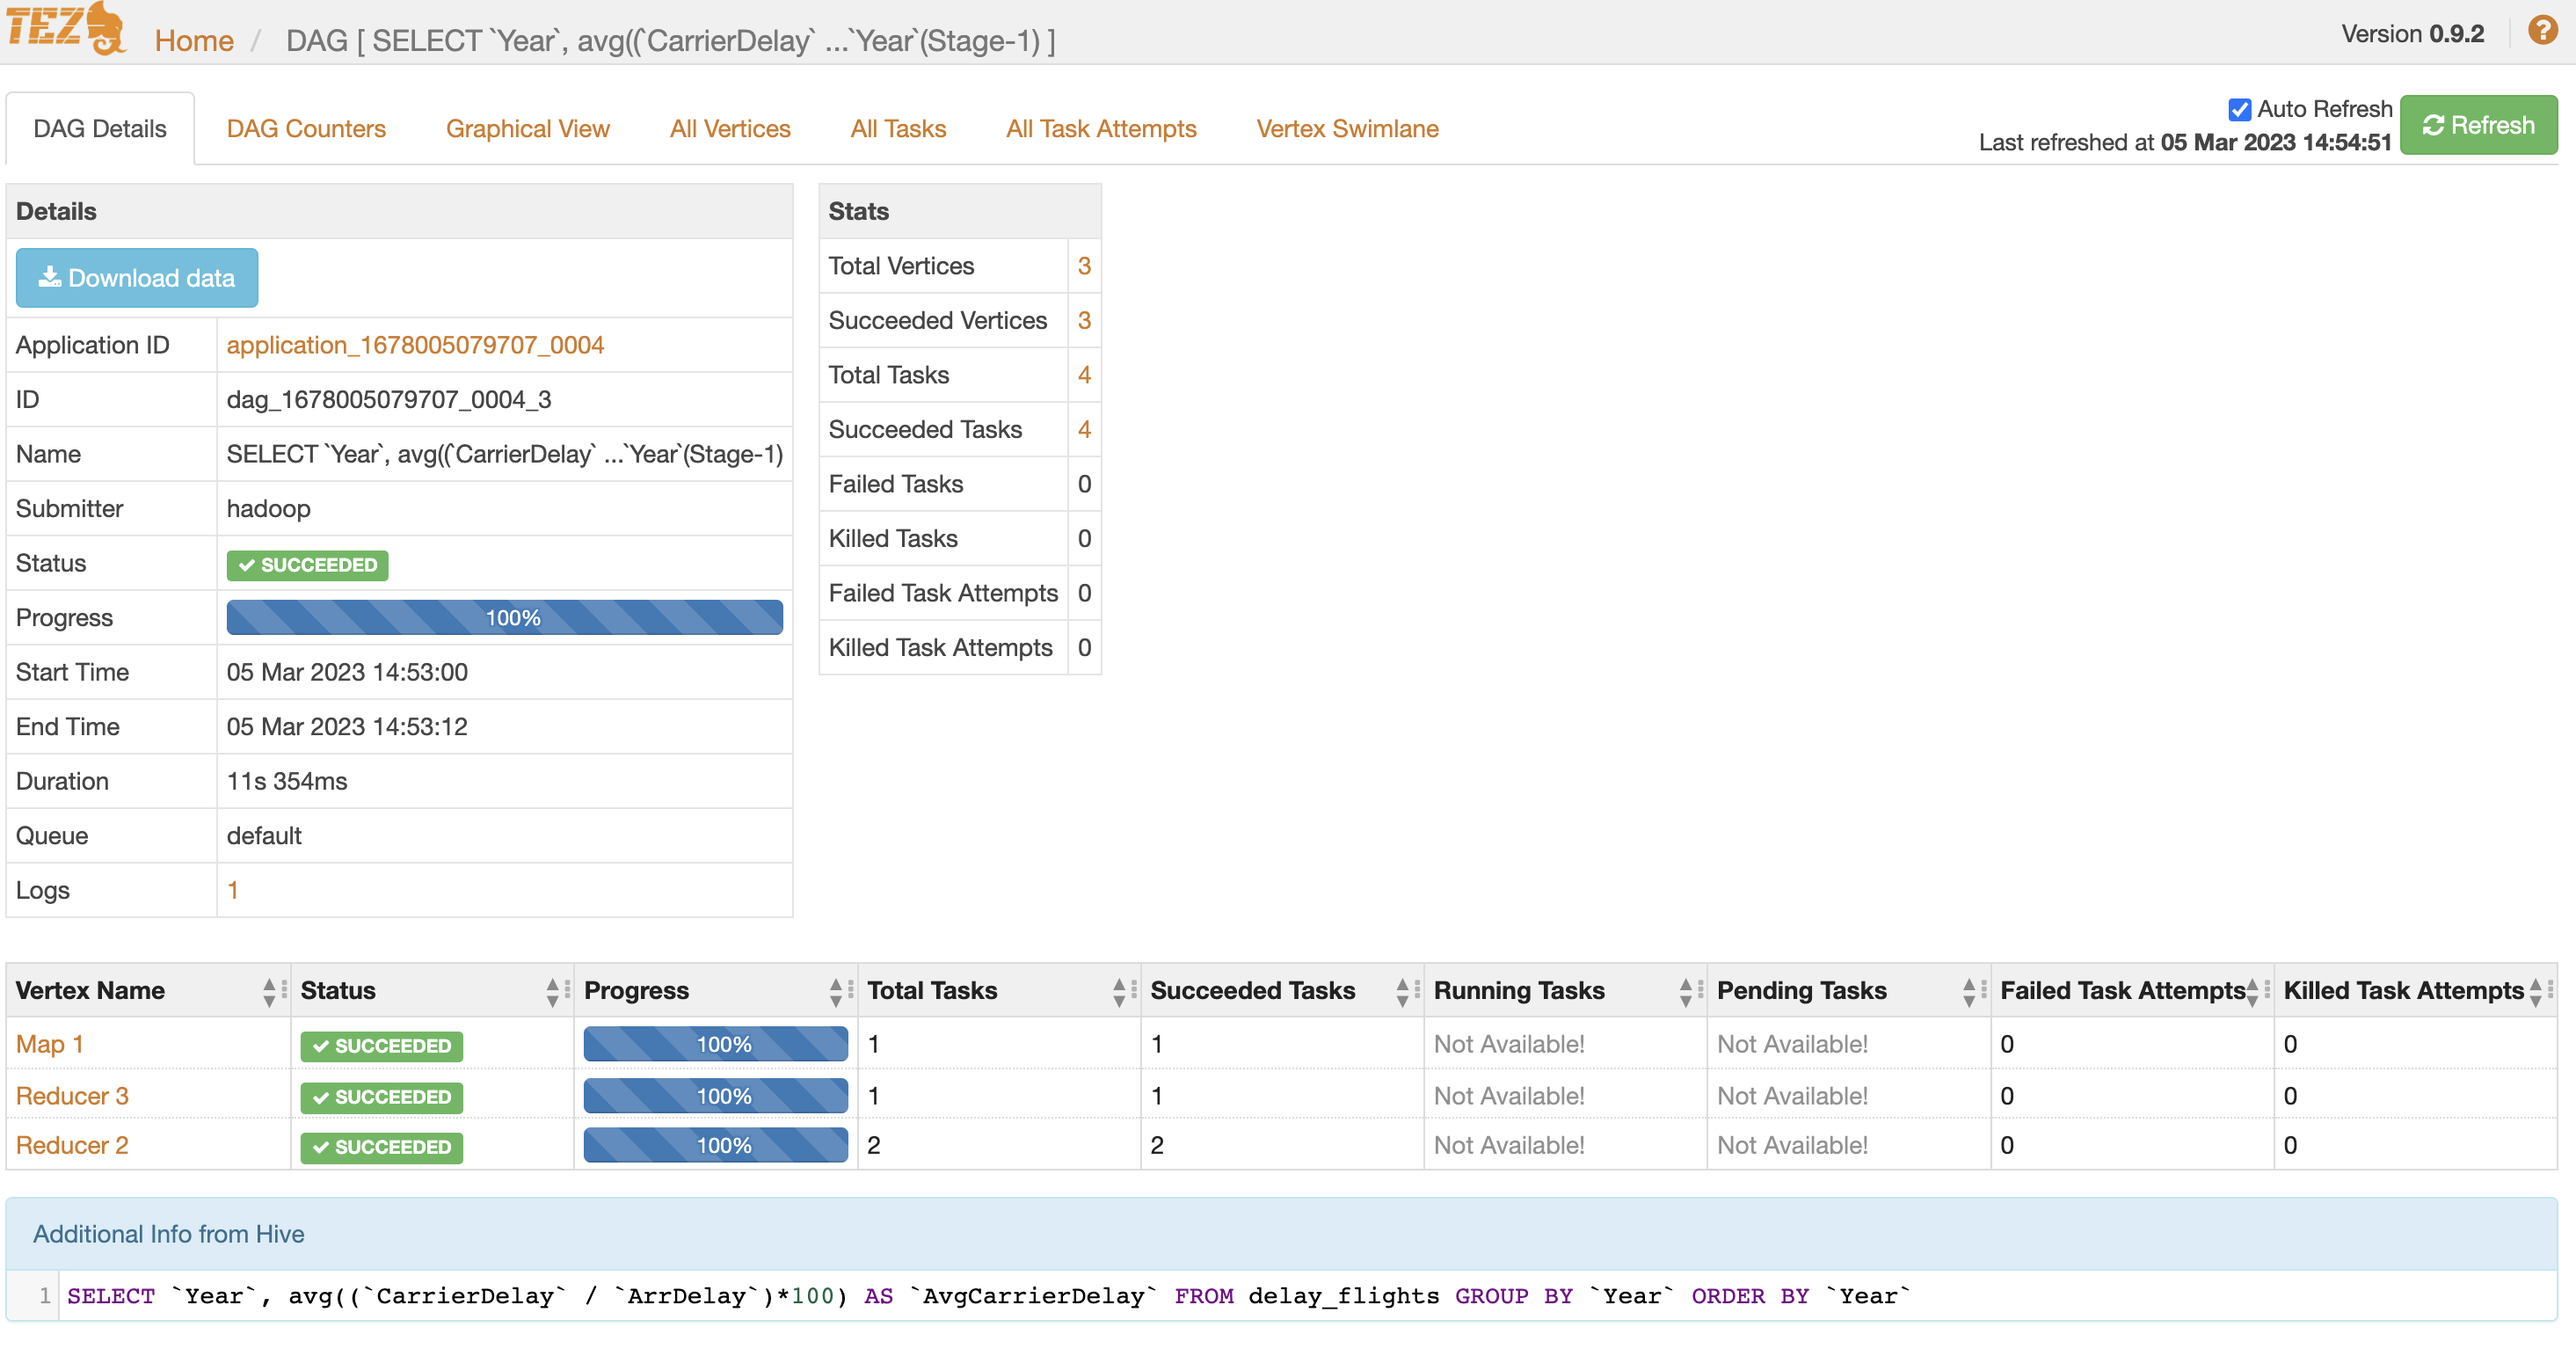 TEZ Home / DAG [ SELECT `Year`, avg((`CarrierDelay` ...`Year`(Stage-1) ] Version 0.9.2 ?
DAG Details DAG Counters Graphical View All Vertices All Tasks All Task Attempts Vertex Swimlane
Auto Refresh
Last refreshed at 05 Mar 2023 14:54:51
Refresh
Details
Download data
Application ID application_1678005079707_0004
ID dag_1678005079707_0004_3
Name SELECT `Year`, avg((`CarrierDelay` ...`Year`(Stage-1)
Submitter hadoop
Status SUCCEEDED
Progress 100%
Start Time 05 Mar 2023 14:53:00
End Time 05 Mar 2023 14:53:12
Duration 11s 354ms
Queue default
Logs 1
Stats
Total Vertices 3
Succeeded Vertices 3
Total Tasks 4
Succeeded Tasks 4
Failed Tasks 0
Killed Tasks 0
Failed Task Attempts 0
Killed Task Attempts 0
Vertex Name Status Progress Total Tasks Succeeded Tasks Running Tasks Pending Tasks Failed Task Attempts Killed Task Attempts
Map 1 SUCCEEDED 100% 1 1 Not Available! Not Available! 0 0
Reducer 3 SUCCEEDED 100% 1 1 Not Available! Not Available! 0 0
Reducer 2 SUCCEEDED 100% 2 2 Not Available! Not Available! 0 0
Additional Info from Hive
1 SELECT `Year`, avg((`CarrierDelay` / `ArrDelay`)*100) AS `AvgCarrierDelay` FROM delay_flights GROUP BY `Year` ORDER BY `Year`